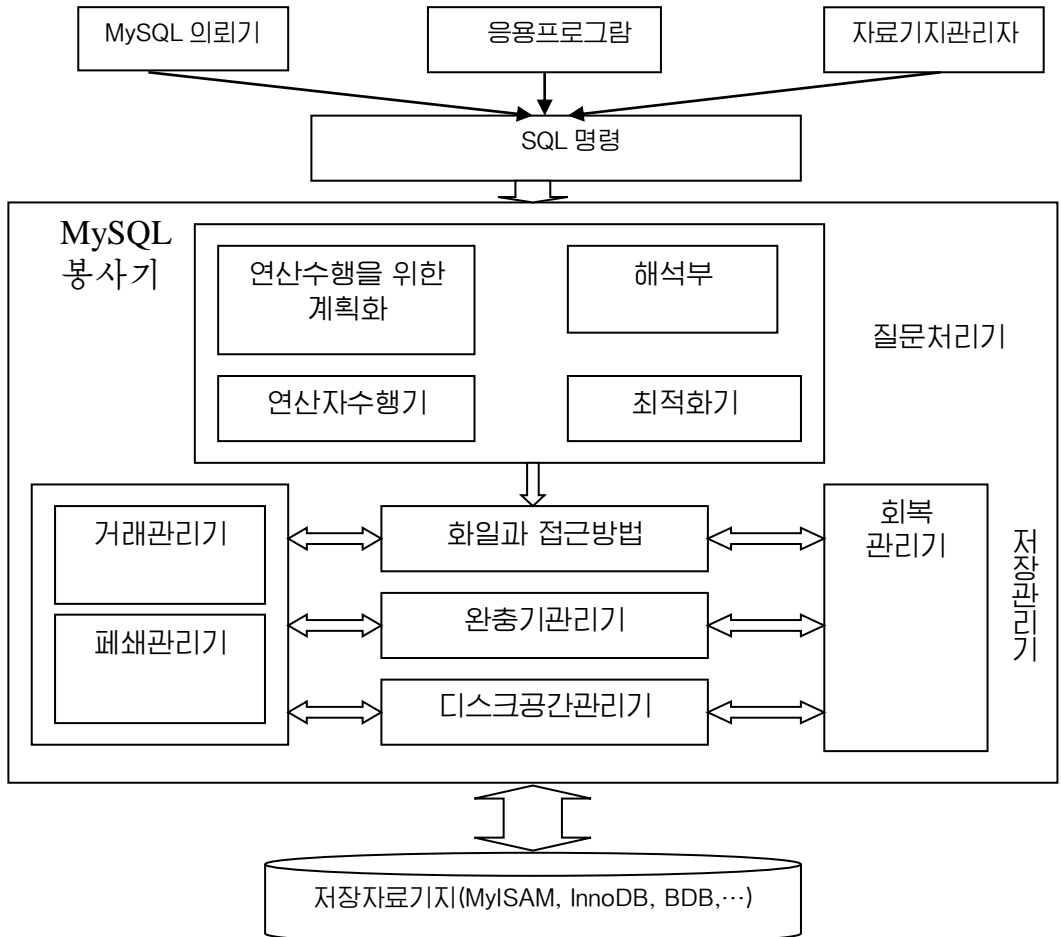 MySQL 의뢰기
응용프로그람
자료기지관리자
SQL 명령
MySQL
봉사기
연산수행을 위한
계획화
해석부
질문처리기
연산자수행기
최적화기
거래관리기
화일과 접근방법
회복
관리기
저장관리기
페쇄관리기
완충기관리기
디스크공간관리기
저장자료기지(MyISAM, InnoDB, BDB,…)